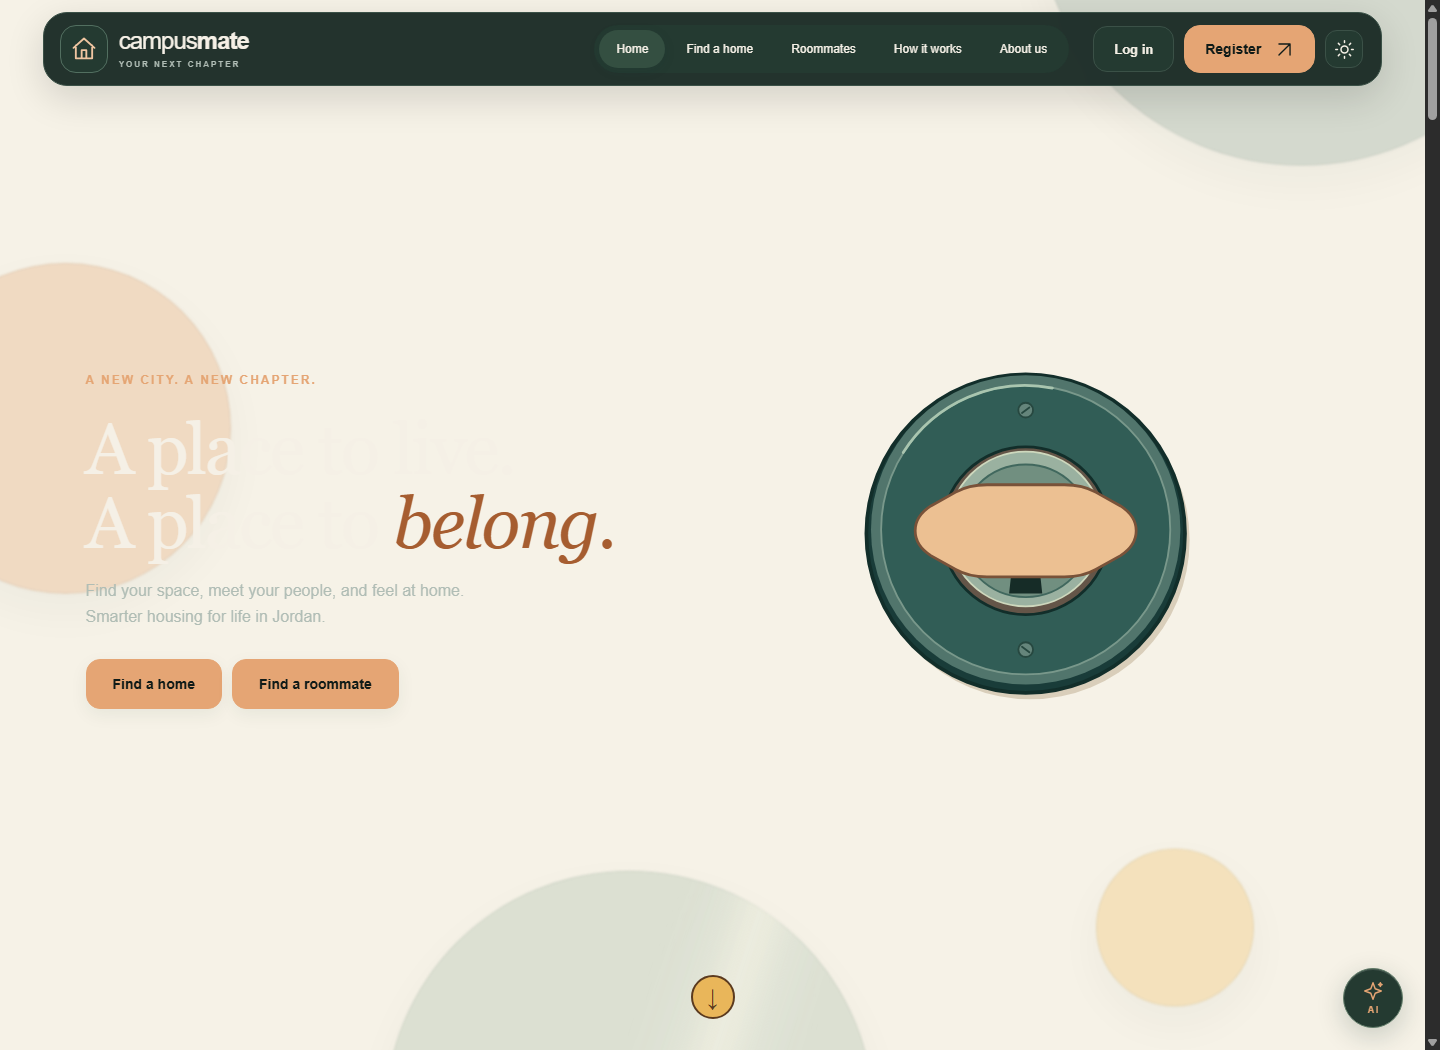 campusmate
YOUR NEXT CHAPTER
Home
Find a home
Roommates
How it works
About us
Log in
Register
A NEW CITY. A NEW CHAPTER.
A place to live.
A place to belong.
Find your space, meet your people, and feel at home.
Smarter housing for life in Jordan.
Find a home
Find a roommate
AI